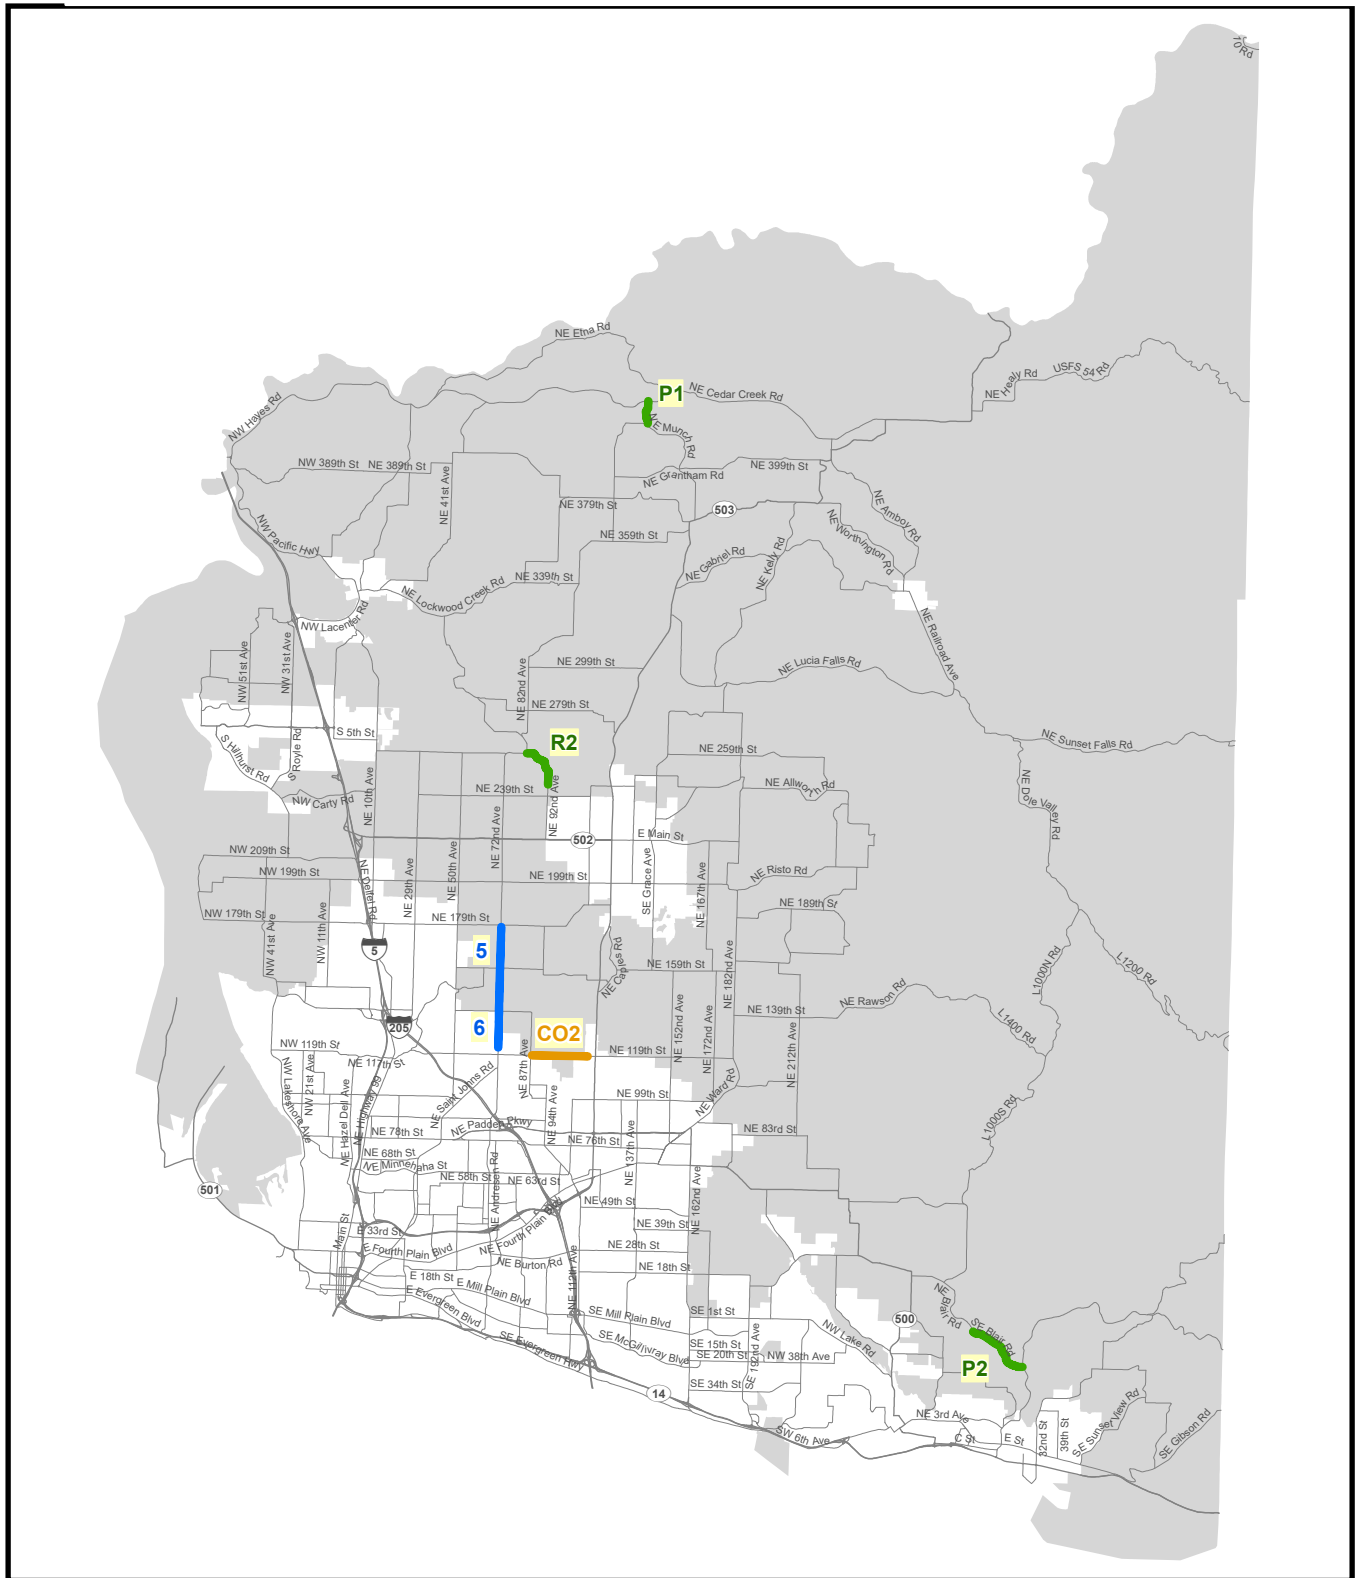 10 Rd
NE Etna Rd
USFS 54 Rd
NE Healy Rd
P1
NE Cedar Creek Rd
NW Hayes Rd
NE Munch Rd
NW 389th St
NE 389th St
NE 399th St
NE Grantham Rd
NE 41st Ave
NE 379th St
503
NE Amboy Rd
NW Pacific Hwy
NE 359th St
NE Worthington Rd
NE Gabriel Rd
NE Kelly Rd
NE 339th St
NE Lockwood Creek Rd
NW Lacenter Rd
NE Railroad Ave
NW 51st Ave
NW 31st Ave
NE 299th St
NE Lucia Falls Rd
NE 82nd Ave
NE 279th St
S 5th St
R2
S Hillhurst Rd
S Royle Rd
NE 259th St
NE Sunset Falls Rd
NE 239th St
NE Allworth Rd
NE Dole Valley Rd
NW Carty Rd
NE 10th Ave
NE 92nd Ave
NE 72nd Ave
502
E Main St
NW 209th St
NW 199th St
NE Delfel Rd
NE 29th Ave
NE 50th Ave
NE 199th St
SE Grace Ave
NE 167th Ave
NE Risto Rd
NW 179th St
NW 41st Ave
NW 11th Ave
NE 179th St
NE 189th St
5
5
NE Caples Rd
NE 159th St
NE 182nd Ave
L1000N Rd
L1200 Rd
NE Rawson Rd
NE 139th St
L1400 Rd
205
6
CO2
NE 152nd Ave
NE 172nd Ave
NE 212th Ave
NW 119th St
NE 117th St
NE 119th St
NE 87th Ave
NW Lakeshore Ave
NW 21st Ave
NE Hazel Dell Ave
NE Highway 99
NE Saint Johns Rd
NE 94th Ave
NE 99th St
NE Ward Rd
L1000S Rd
NE 78th St
NE Padden Pkwy
NE 76th St
NE 137th Ave
NE 83rd St
NE 68th St
NE Minnehaha St
NE 58th St
NE 63rd St
NE Andresen Rd
501
NE 162nd Ave
NE 49th St
Main St
E 33rd St
E Fourth Plain Blvd
NE Fourth Plain Blvd
NE 39th St
NE 28th St
NE Burton Rd
NE 18th St
E 18th St
E Mill Plain Blvd
E Evergreen Blvd
NE 112th Ave
NE Blair Rd
SE Mill Plain Blvd
SE 1st St
500
SE Evergreen Hwy
SE McGillivray Blvd
SE 15th St
SE 20th St
SE 192nd Ave
NW 38th Ave
NW Lake Rd
SE Blair Rd
P2
SE 34th St
14
NE 3rd Ave
SW 6th Ave
C St
E St
32nd St
39th St
SE Sunset View Rd
SE Gibson Rd